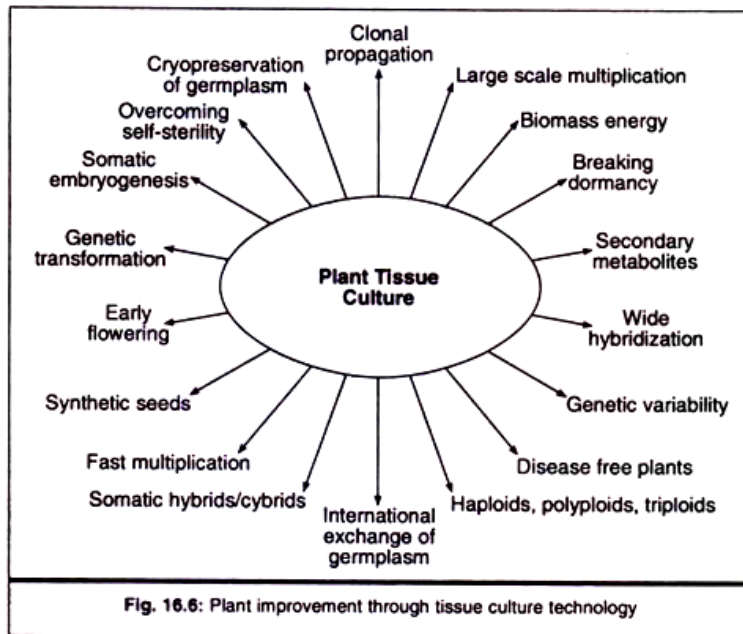 Clonal
propagation
Cryopreservation
of germplasm
Large scale multiplication
Overcoming
self-sterility
Biomass energy
Somatic
embryogenesis
Breaking
dormancy
Genetic
transformation
Plant Tissue
Culture
Secondary
metabolites
Early
flowering
Wide
hybridization
Synthetic seeds
Genetic variability
Fast multiplication
Disease free plants
Somatic hybrids/cybrids
International
exchange of
germplasm
Haploids, polyploids, triploids
Fig. 16.6: Plant improvement through tissue culture technology